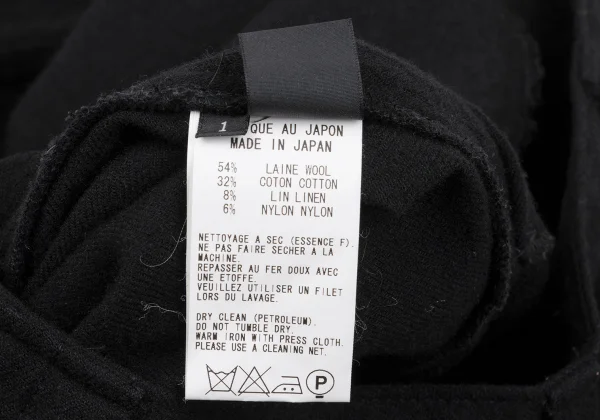 1
QUE AU JAPON
MADE IN JAPAN
54% LAINE WOOL
32% COTON COTTON
8% LIN LINEN
6% NYLON NYLON
NETTOYAGE A SEC (ESSENCE F).
NE PAS FAIRE SECHER A LA
MACHINE.
REPASSER AU FER DOUX AVEC
UNE ETOFFE.
VEUILLEZ UTILISER UN FILET
LORS DU LAVAGE.
DRY CLEAN (PETROLEUM).
DO NOT TUMBLE DRY.
WARM IRON WITH PRESS CLOTH.
PLEASE USE A CLEANING NET.
P